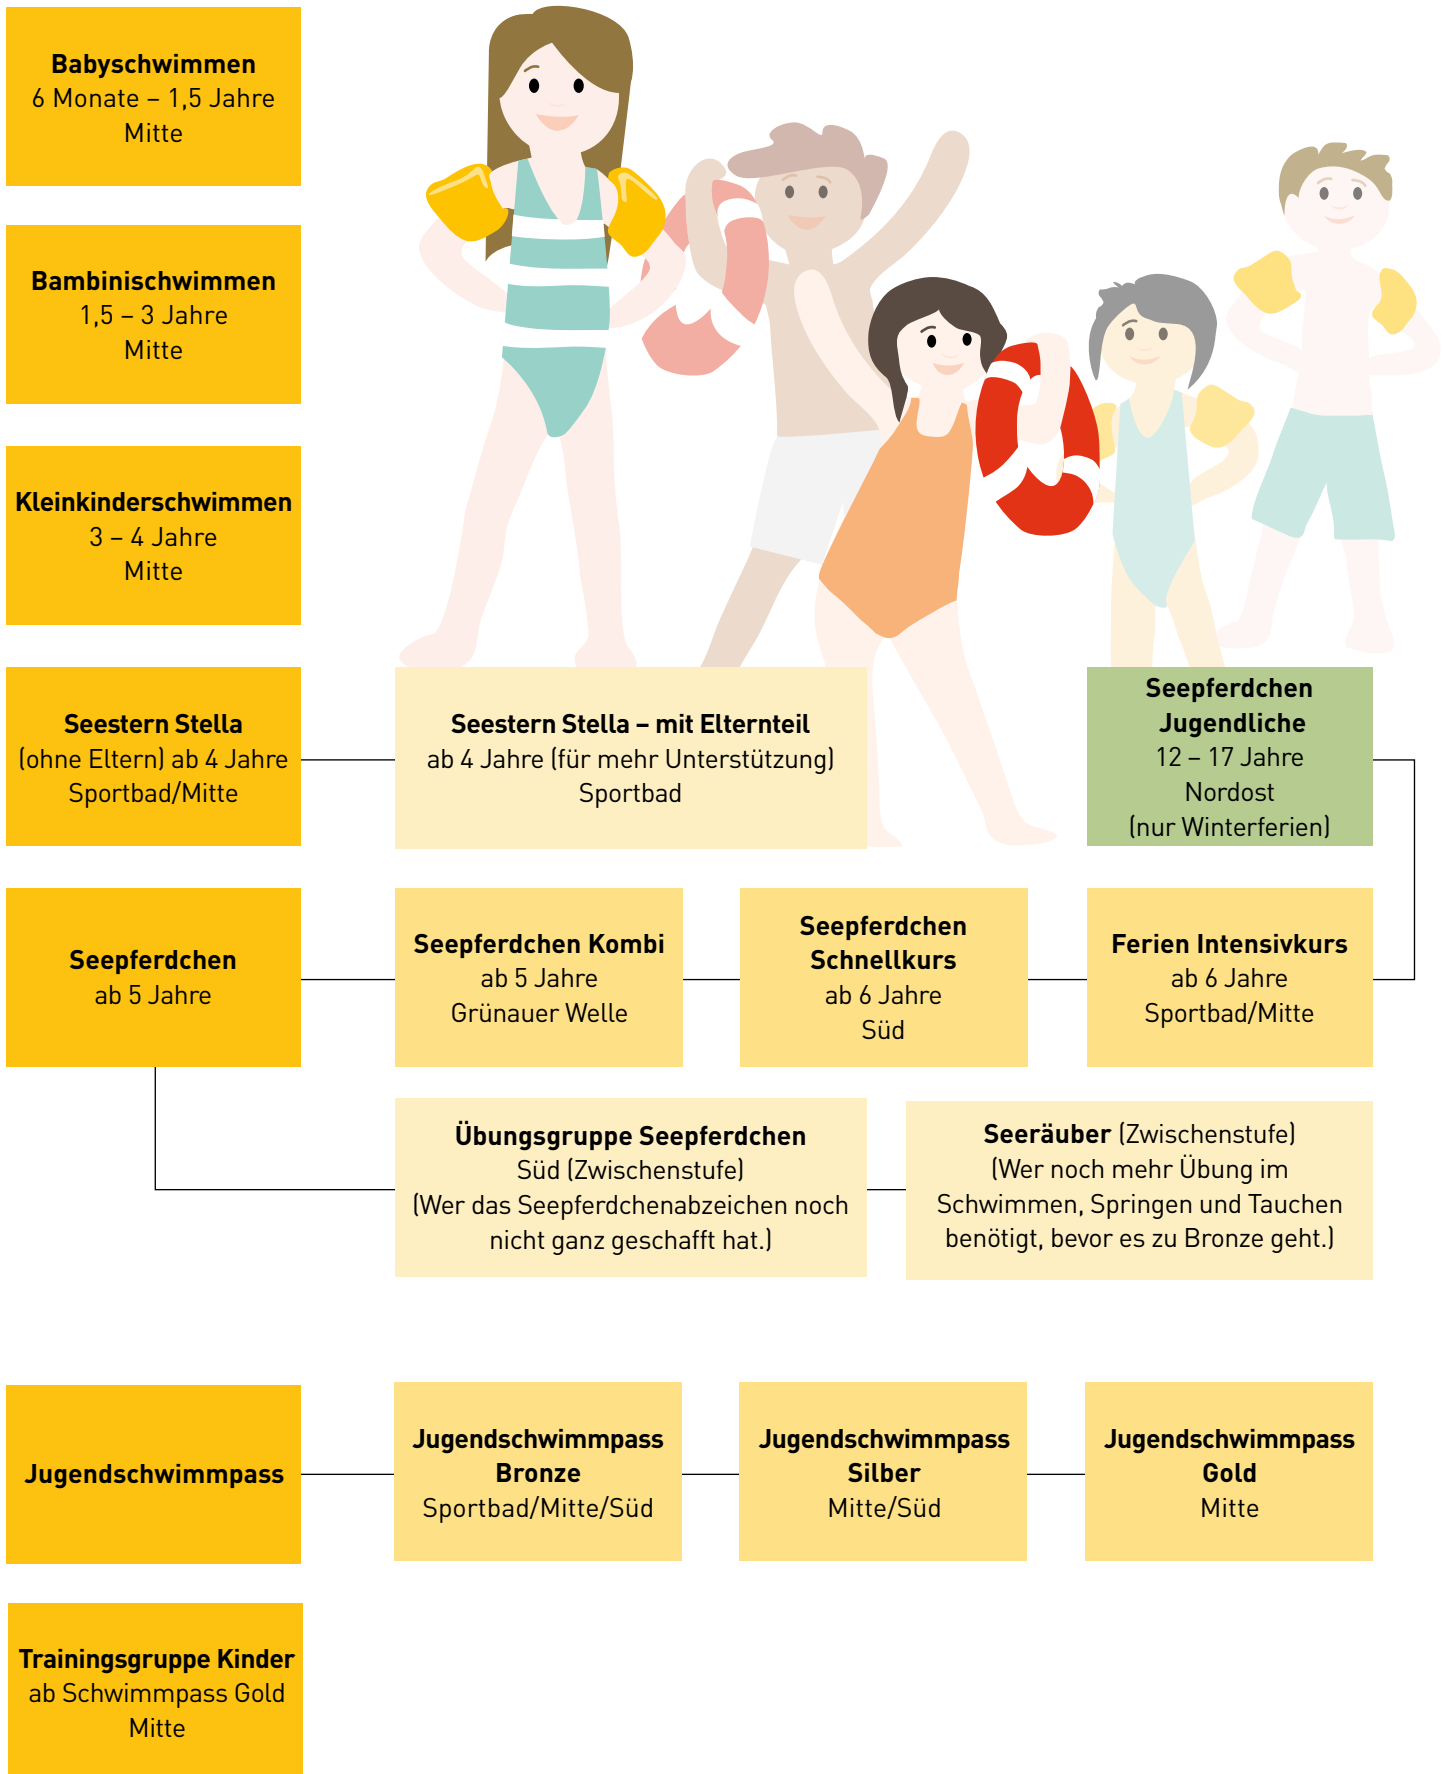 Babyschwimmen
6 Monate – 1,5 Jahre
Mitte
Bambinischwimmen
1,5 – 3 Jahre
Mitte
Kleinkinderschwimmen
3 – 4 Jahre
Mitte
Seestern Stella
(ohne Eltern) ab 4 Jahre
Sportbad/Mitte
Seestern Stella – mit Elternteil
ab 4 Jahre (für mehr Unterstützung)
Sportbad
Seepferdchen
Jugendliche
12 – 17 Jahre
Nordost
(nur Winterferien)
Seepferdchen
ab 5 Jahre
Seepferdchen Kombi
ab 5 Jahre
Grünauer Welle
Seepferdchen
Schnellkurs
ab 6 Jahre
Süd
Ferien Intensivkurs
ab 6 Jahre
Sportbad/Mitte
Übungsgruppe Seepferdchen
Süd (Zwischenstufe)
(Wer das Seepferdchenabzeichen noch
nicht ganz geschafft hat.)
Seeräuber (Zwischenstufe)
(Wer noch mehr Übung im
Schwimmen, Springen und Tauchen
benötigt, bevor es zu Bronze geht.)
Jugendschwimmpass
Jugendschwimmpass
Bronze
Sportbad/Mitte/Süd
Jugendschwimmpass
Silber
Mitte/Süd
Jugendschwimmpass
Gold
Mitte
Trainingsgruppe Kinder
ab Schwimmpass Gold
Mitte